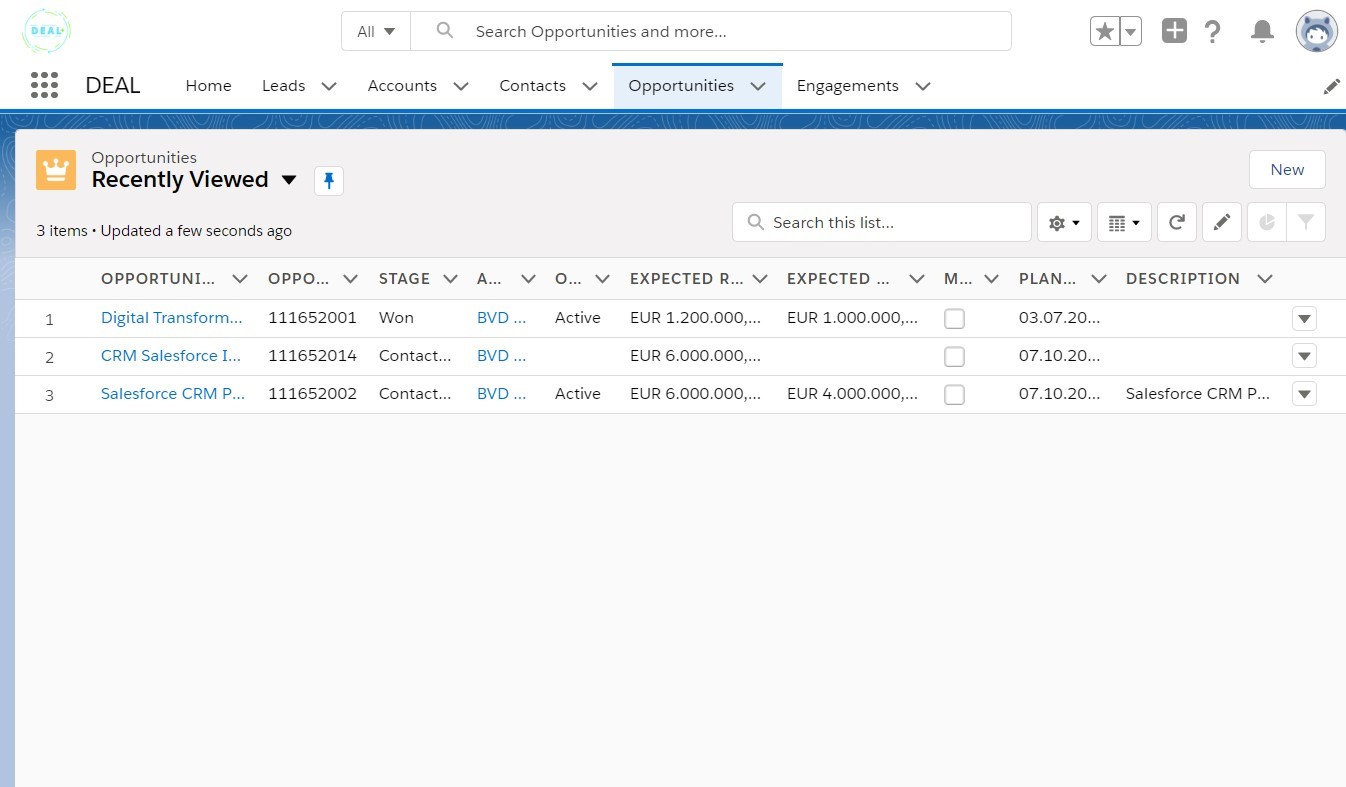 DEAL
All Search Opportunities and more...
DEAL Home Leads Accounts Contacts Opportunities Engagements
Opportunities
Recently Viewed
New
3 items • Updated a few seconds ago
Search this list...
OPPORTUNI... OPPO... STAGE A... O... EXPECTED R... EXPECTED ... M... PLAN... DESCRIPTION
1 Digital Transform... 111652001 Won BVD ... Active EUR 1.200.000,... EUR 1.000.000,... 03.07.20...
2 CRM Salesforce I... 111652014 Contact... BVD ... EUR 6.000.000,... 07.10.20...
3 Salesforce CRM P... 111652002 Contact... BVD ... Active EUR 6.000.000,... EUR 4.000.000,... 07.10.20... Salesforce CRM P...